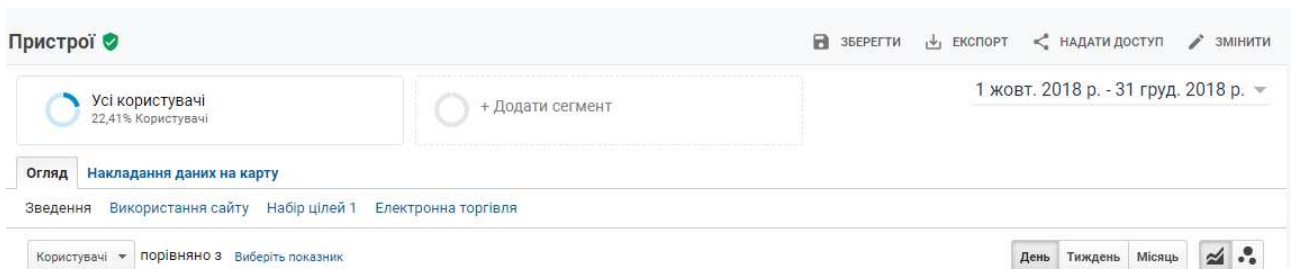 Пристрої
ЗБЕРЕГТИ ЕКСПОРТ НАДАТИ ДОСТУП ЗМІНИТИ
Усі користувачі
22,41% Користувачі
+ Додати сегмент
1 жовт. 2018 р. - 31 груд. 2018 р.
Огляд Накладання даних на карту
Зведення Використання сайту Набір цілей 1 Електронна торгівля
Користувачі порівняно з Виберіть показник
День Тиждень Місяць